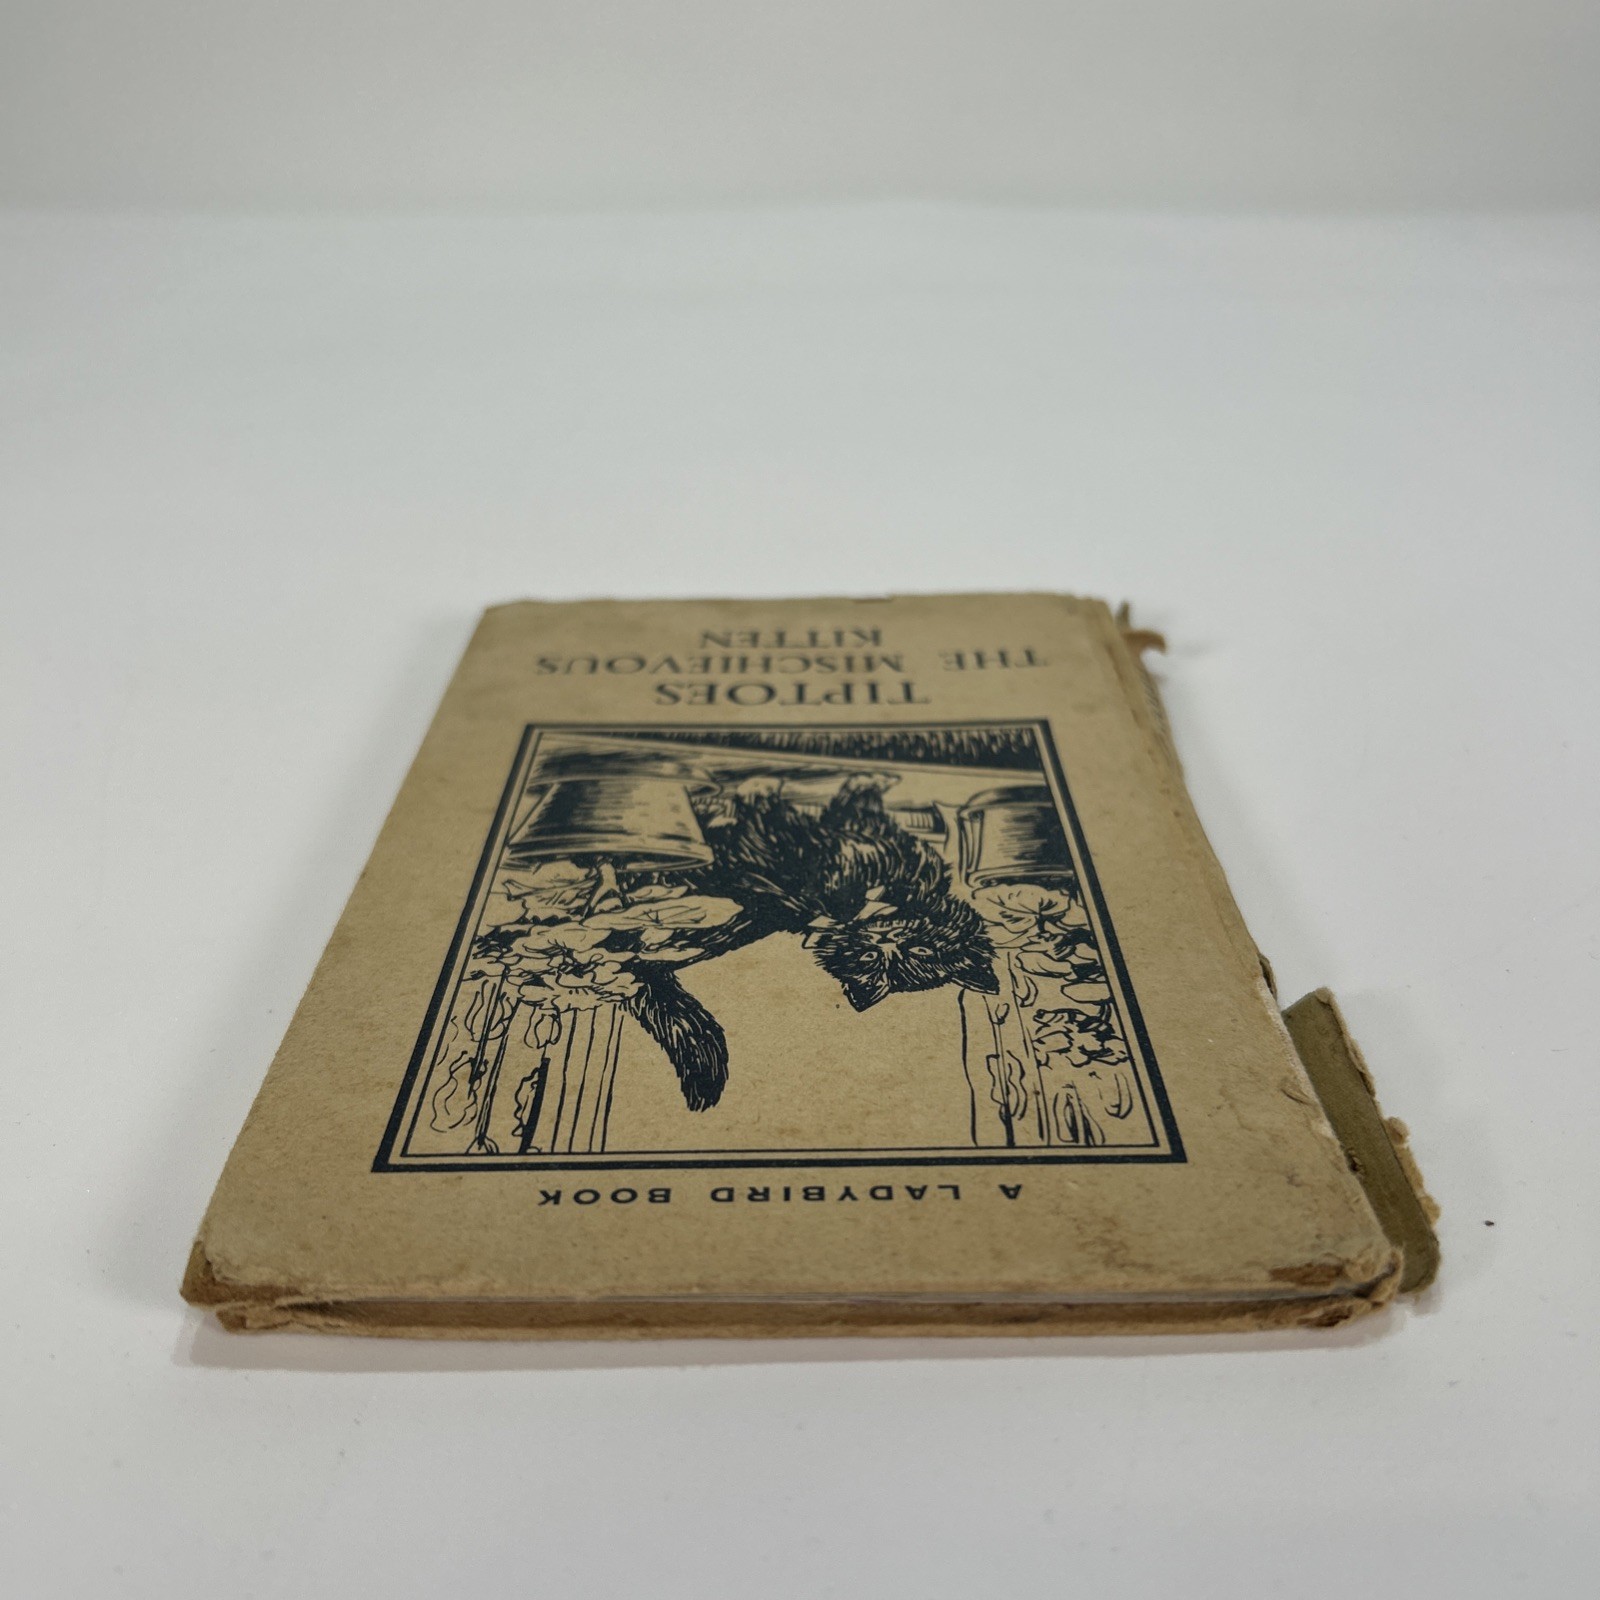 A LADYBIRD BOOK
TIPTOES
THE MISCHIEVOUS
KITTEN